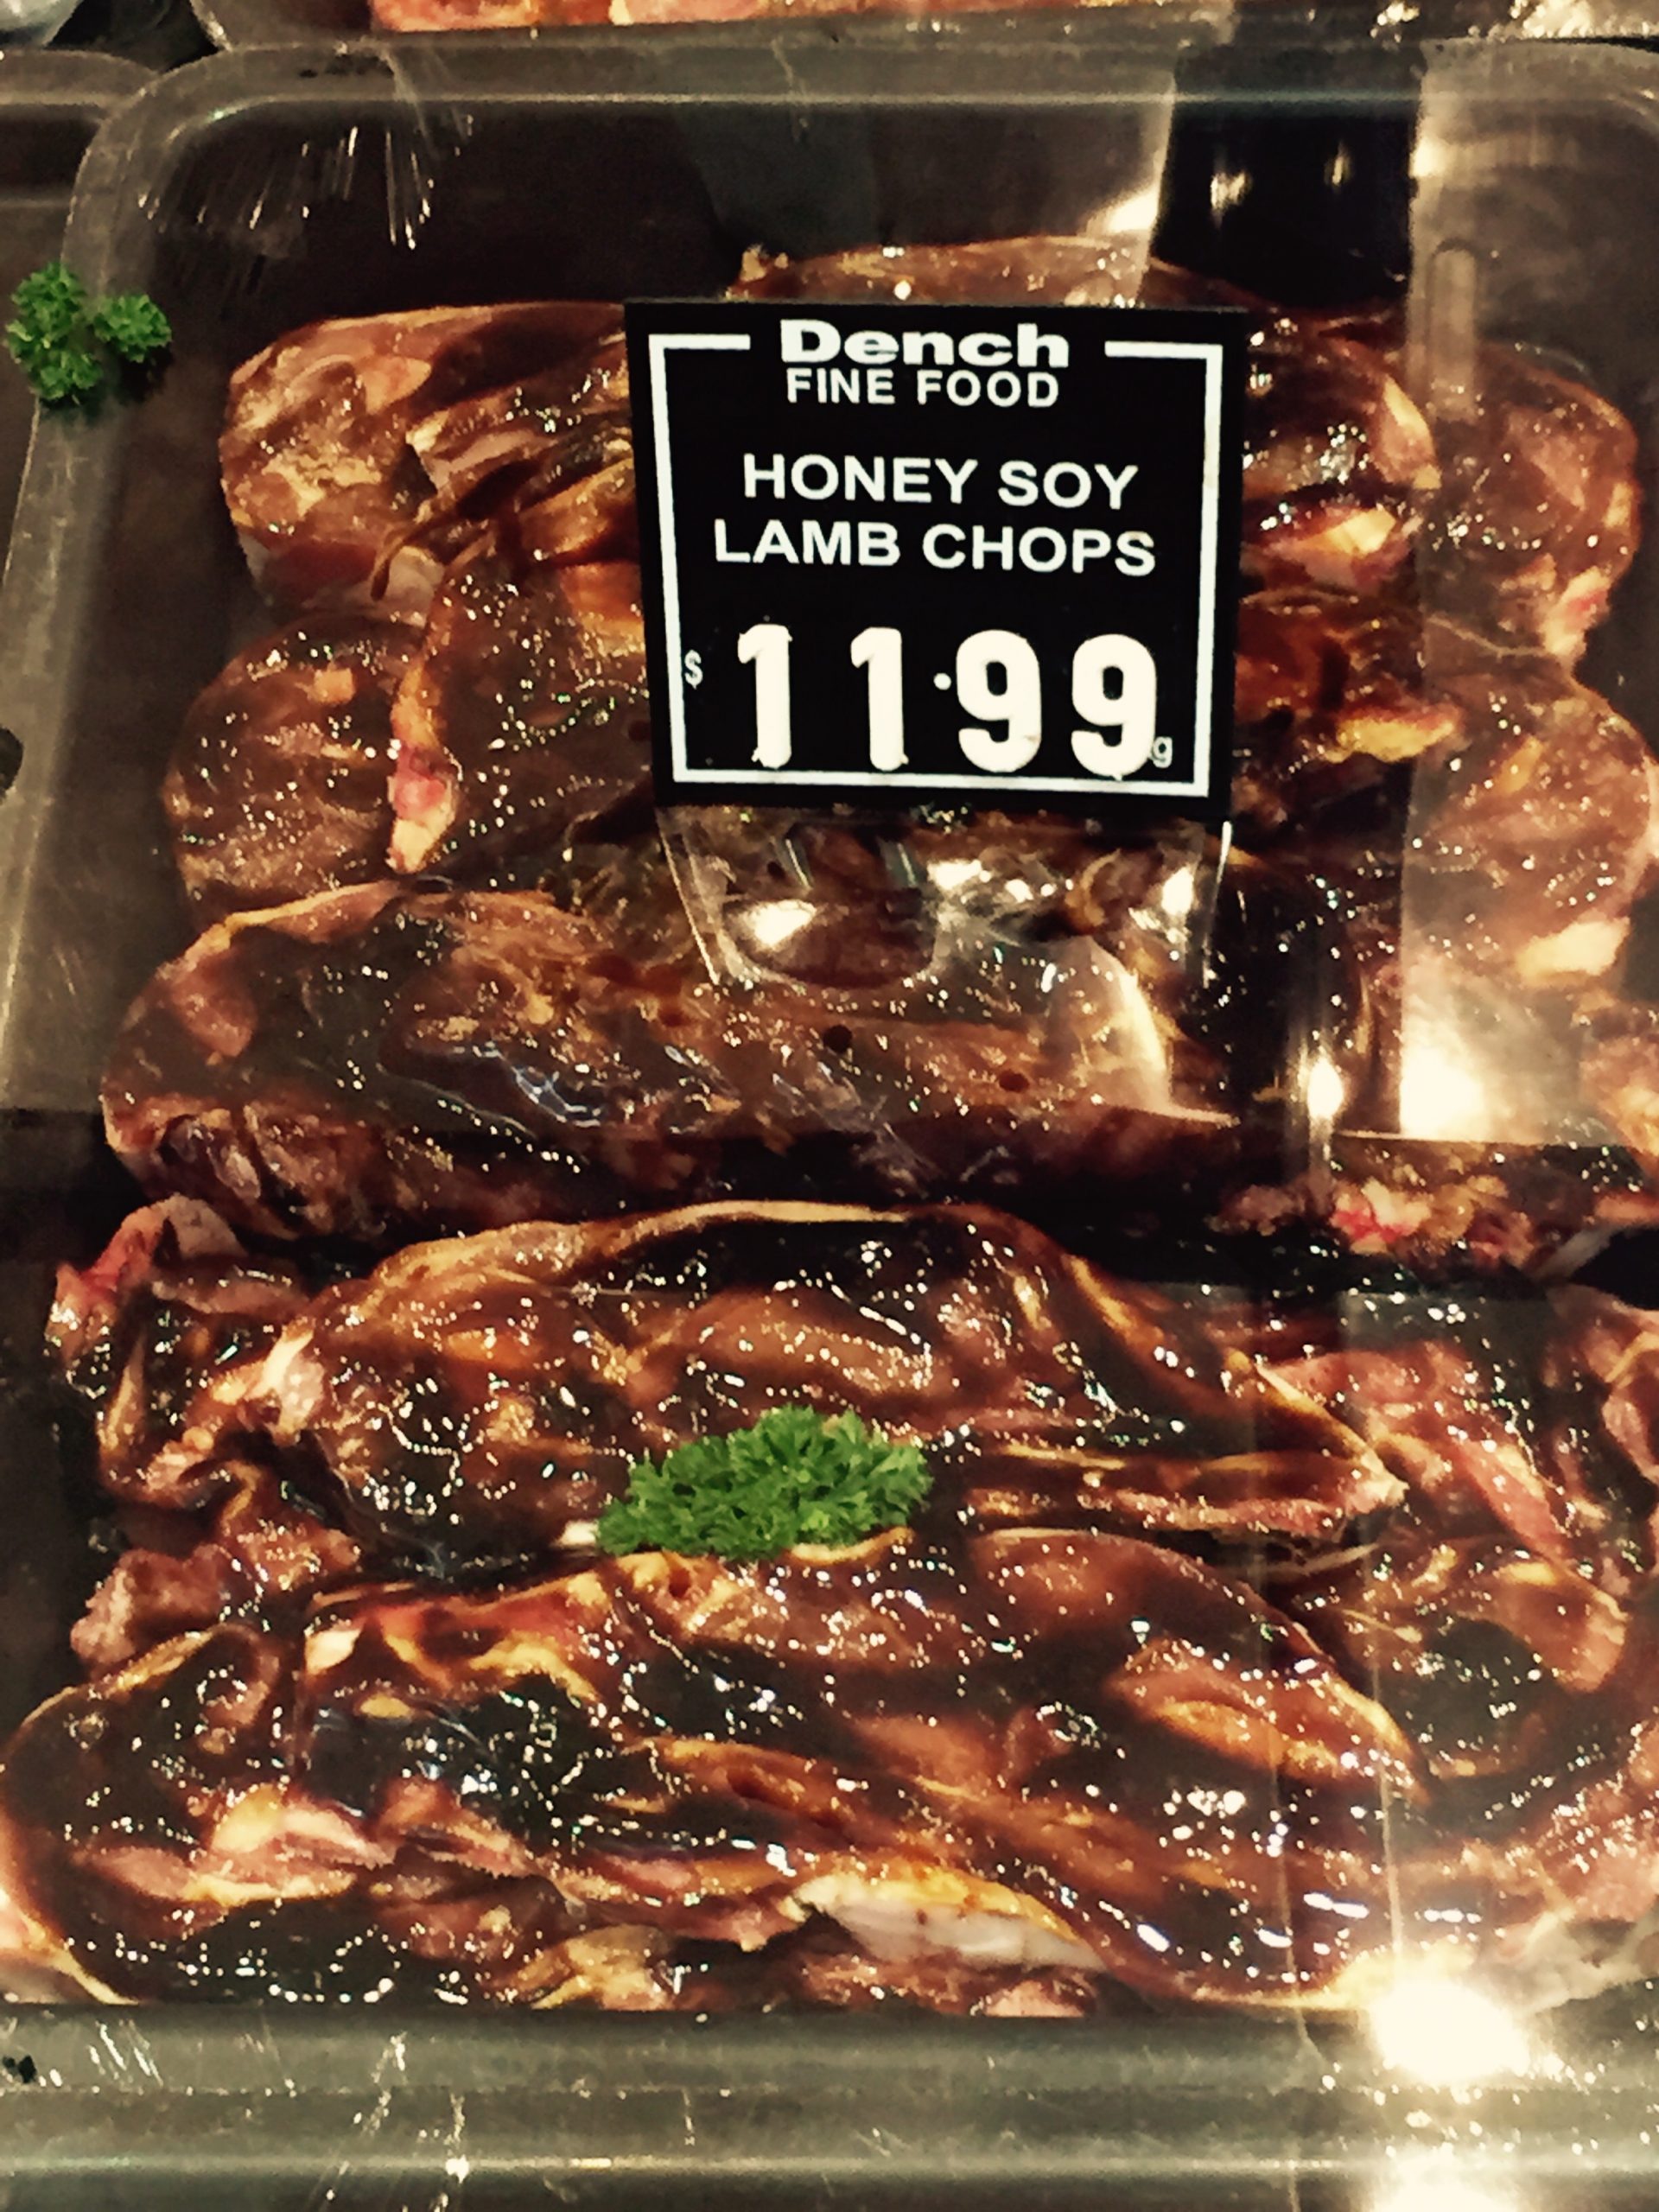 Dench
FINE FOOD
HONEY SOY
LAMB CHOPS
$ 11.99